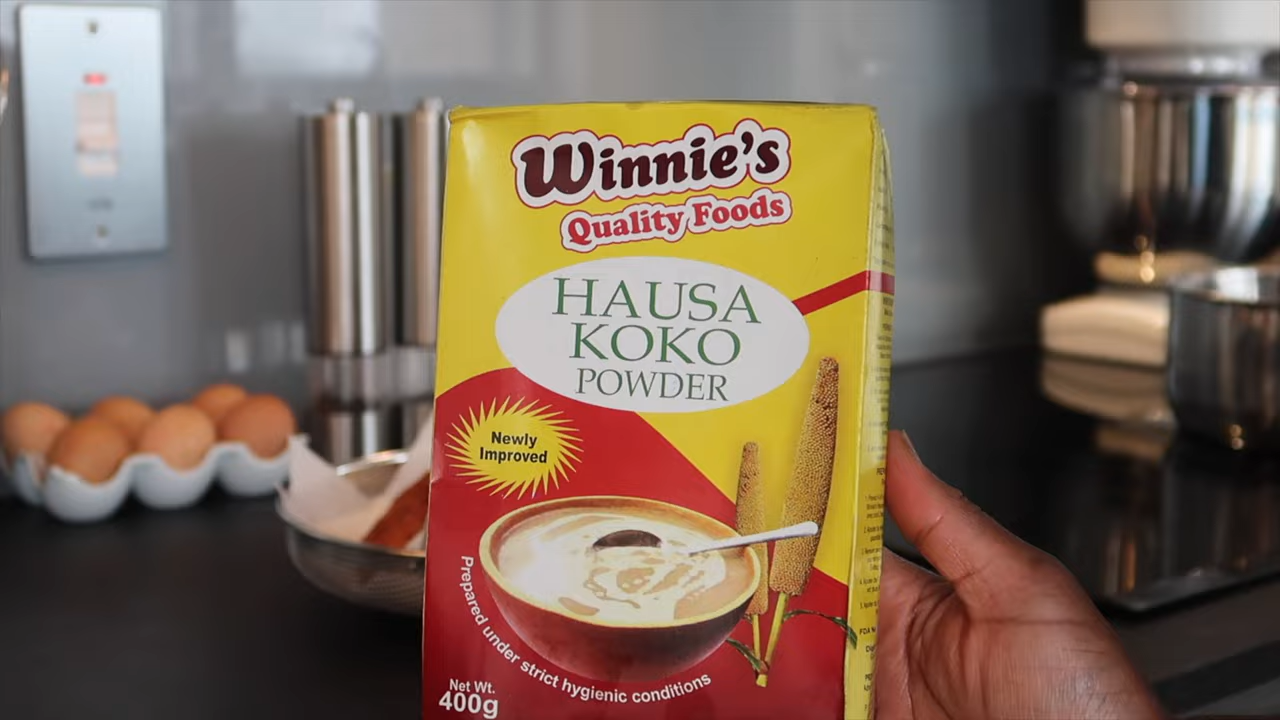 Winnie's
Quality Foods
HAUSA
KOKO
POWDER
Newly
Improved
Prepared under strict hygienic conditions
Net Wt.
400g